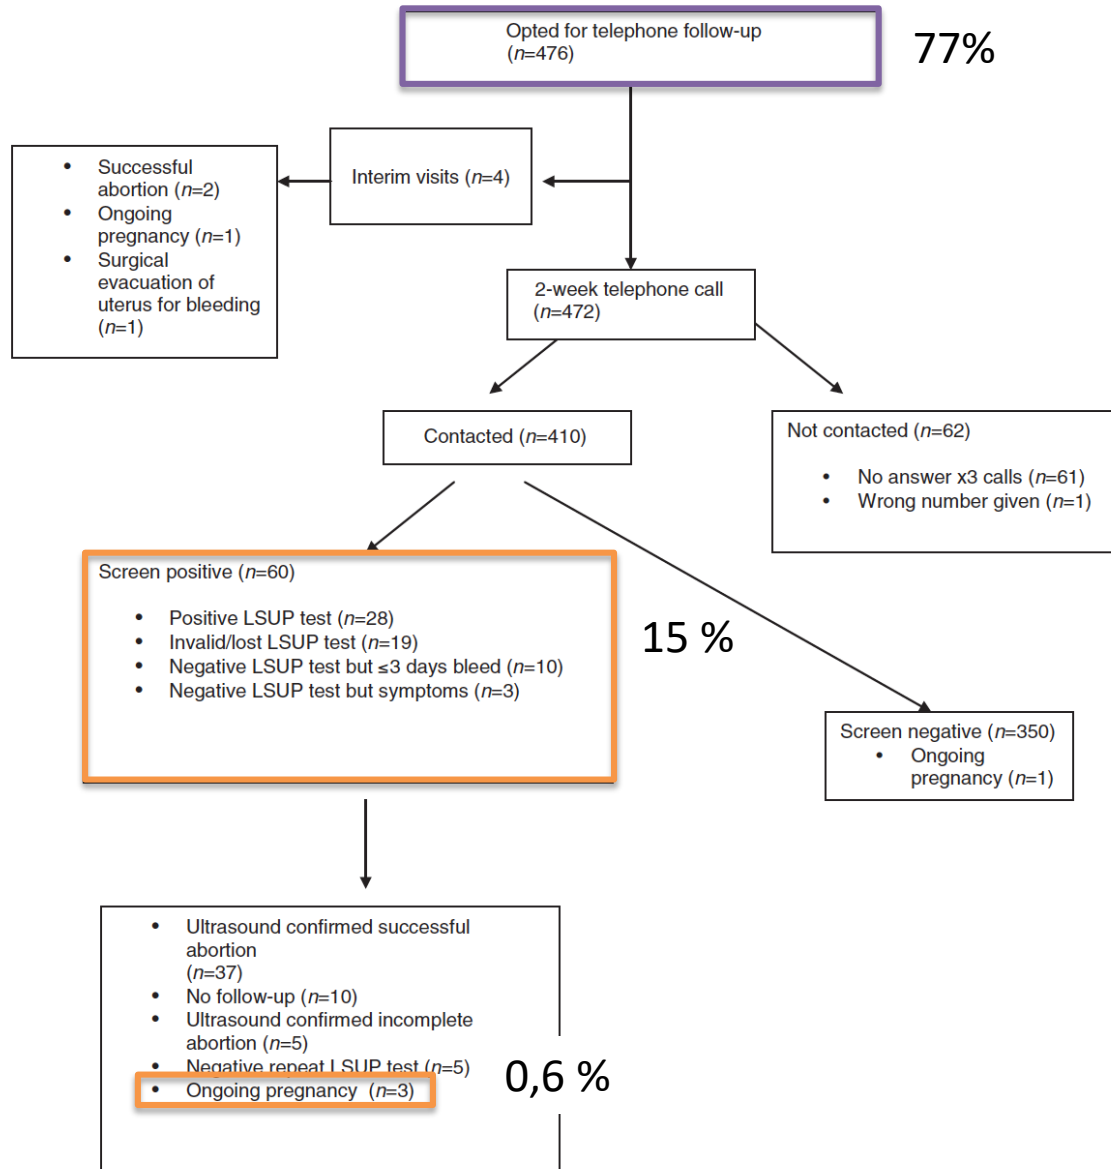 Opted for telephone follow-up
(n=476)
77%
Interim visits (n=4)
• Successful
abortion (n=2)
• Ongoing
pregnancy (n=1)
• Surgical
evacuation of
uterus for bleeding
(n=1)
2-week telephone call
(n=472)
Contacted (n=410)
Not contacted (n=62)
• No answer x3 calls (n=61)
• Wrong number given (n=1)
Screen positive (n=60)
• Positive LSUP test (n=28)
• Invalid/lost LSUP test (n=19)
• Negative LSUP test but ≤3 days bleed (n=10)
• Negative LSUP test but symptoms (n=3)
15 %
Screen negative (n=350)
• Ongoing
pregnancy (n=1)
• Ultrasound confirmed successful
abortion
(n=37)
• No follow-up (n=10)
• Ultrasound confirmed incomplete
abortion (n=5)
• Negative repeat LSUP test (n=5)
• Ongoing pregnancy (n=3)
0,6 %